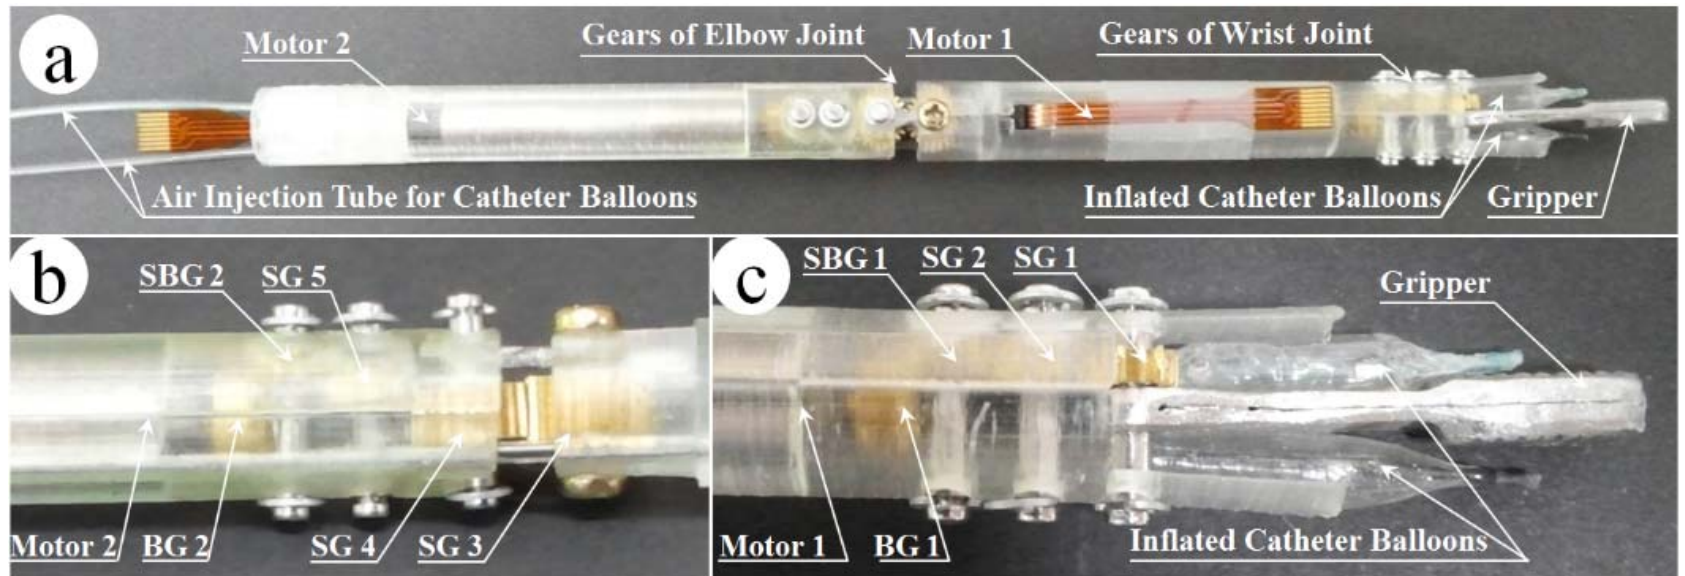 a
Motor 2
Gears of Elbow Joint
Motor 1
Gears of Wrist Joint
Air Injection Tube for Catheter Balloons
Inflated Catheter Balloons
Gripper
b
SBG 2
SG 5
Motor 2
BG 2
SG 4
SG 3
c
SBG 1
SG 2
SG 1
Gripper
Motor 1
BG 1
Inflated Catheter Balloons